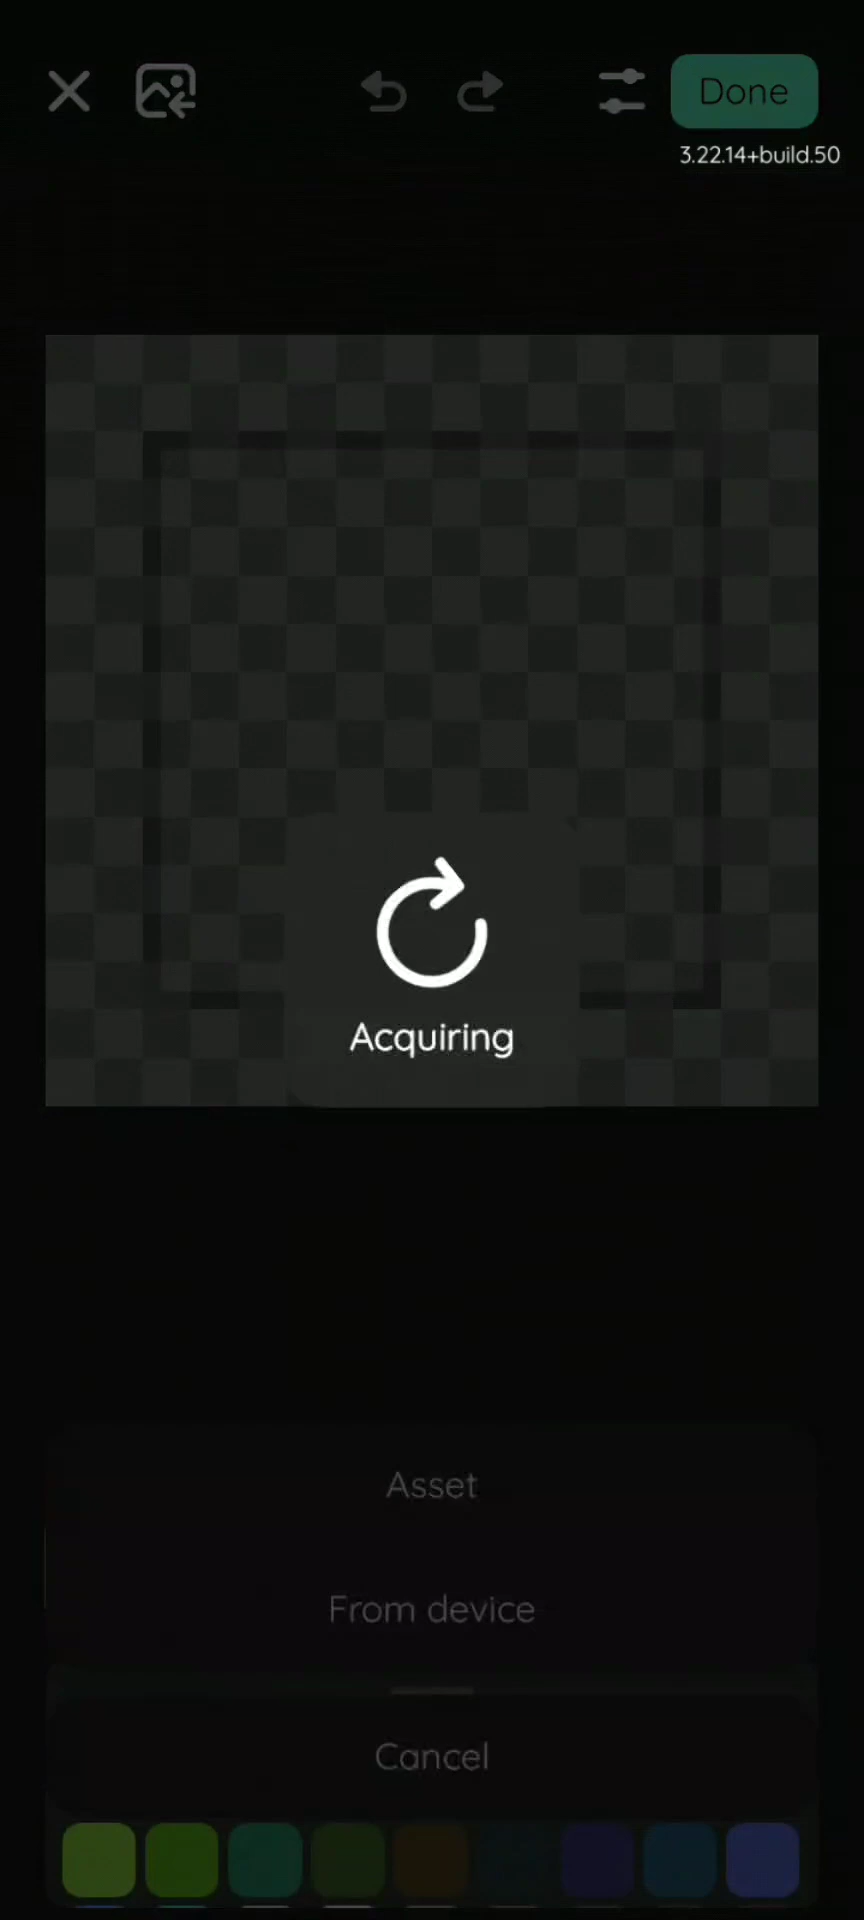 Done
3.22.14+build.50
Acquiring
Asset
From device
Cancel